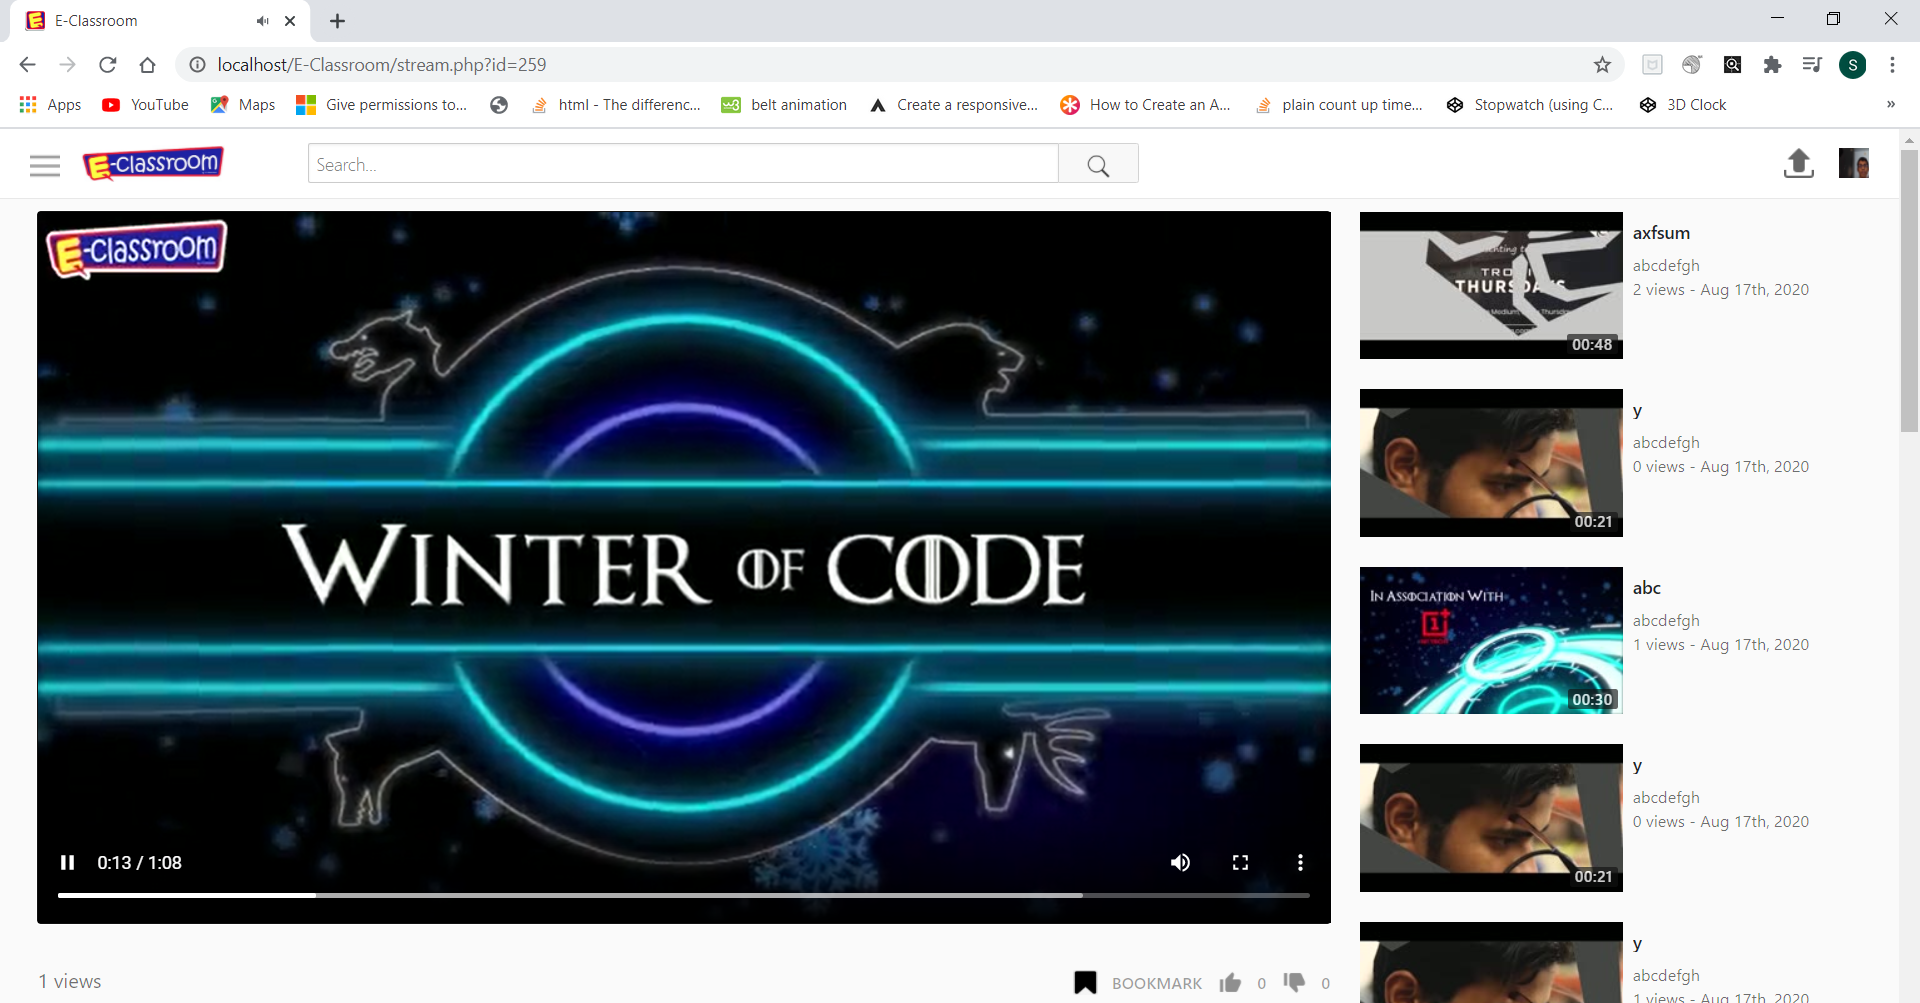 E-Classroom
localhost/E-Classroom/stream.php?id=259
S
Apps
YouTube
Maps
Give permissions to...
html - The differenc...
w3
belt animation
Create a responsive...
How to Create an A...
plain count up time...
Stopwatch (using C...
3D Clock
»
E-Classroom
Search...
E-Classroom
WINTER OF CODE
0:13 / 1:08
1 views
BOOKMARK
0
0
THURSDAYS
00:48
axfsum
abcdefgh
2 views - Aug 17th, 2020
00:21
y
abcdefgh
0 views - Aug 17th, 2020
IN ASSOCIATION WITH
00:30
abc
abcdefgh
1 views - Aug 17th, 2020
00:21
y
abcdefgh
0 views - Aug 17th, 2020
y
abcdefgh
1 views - Aug 17th, 2020